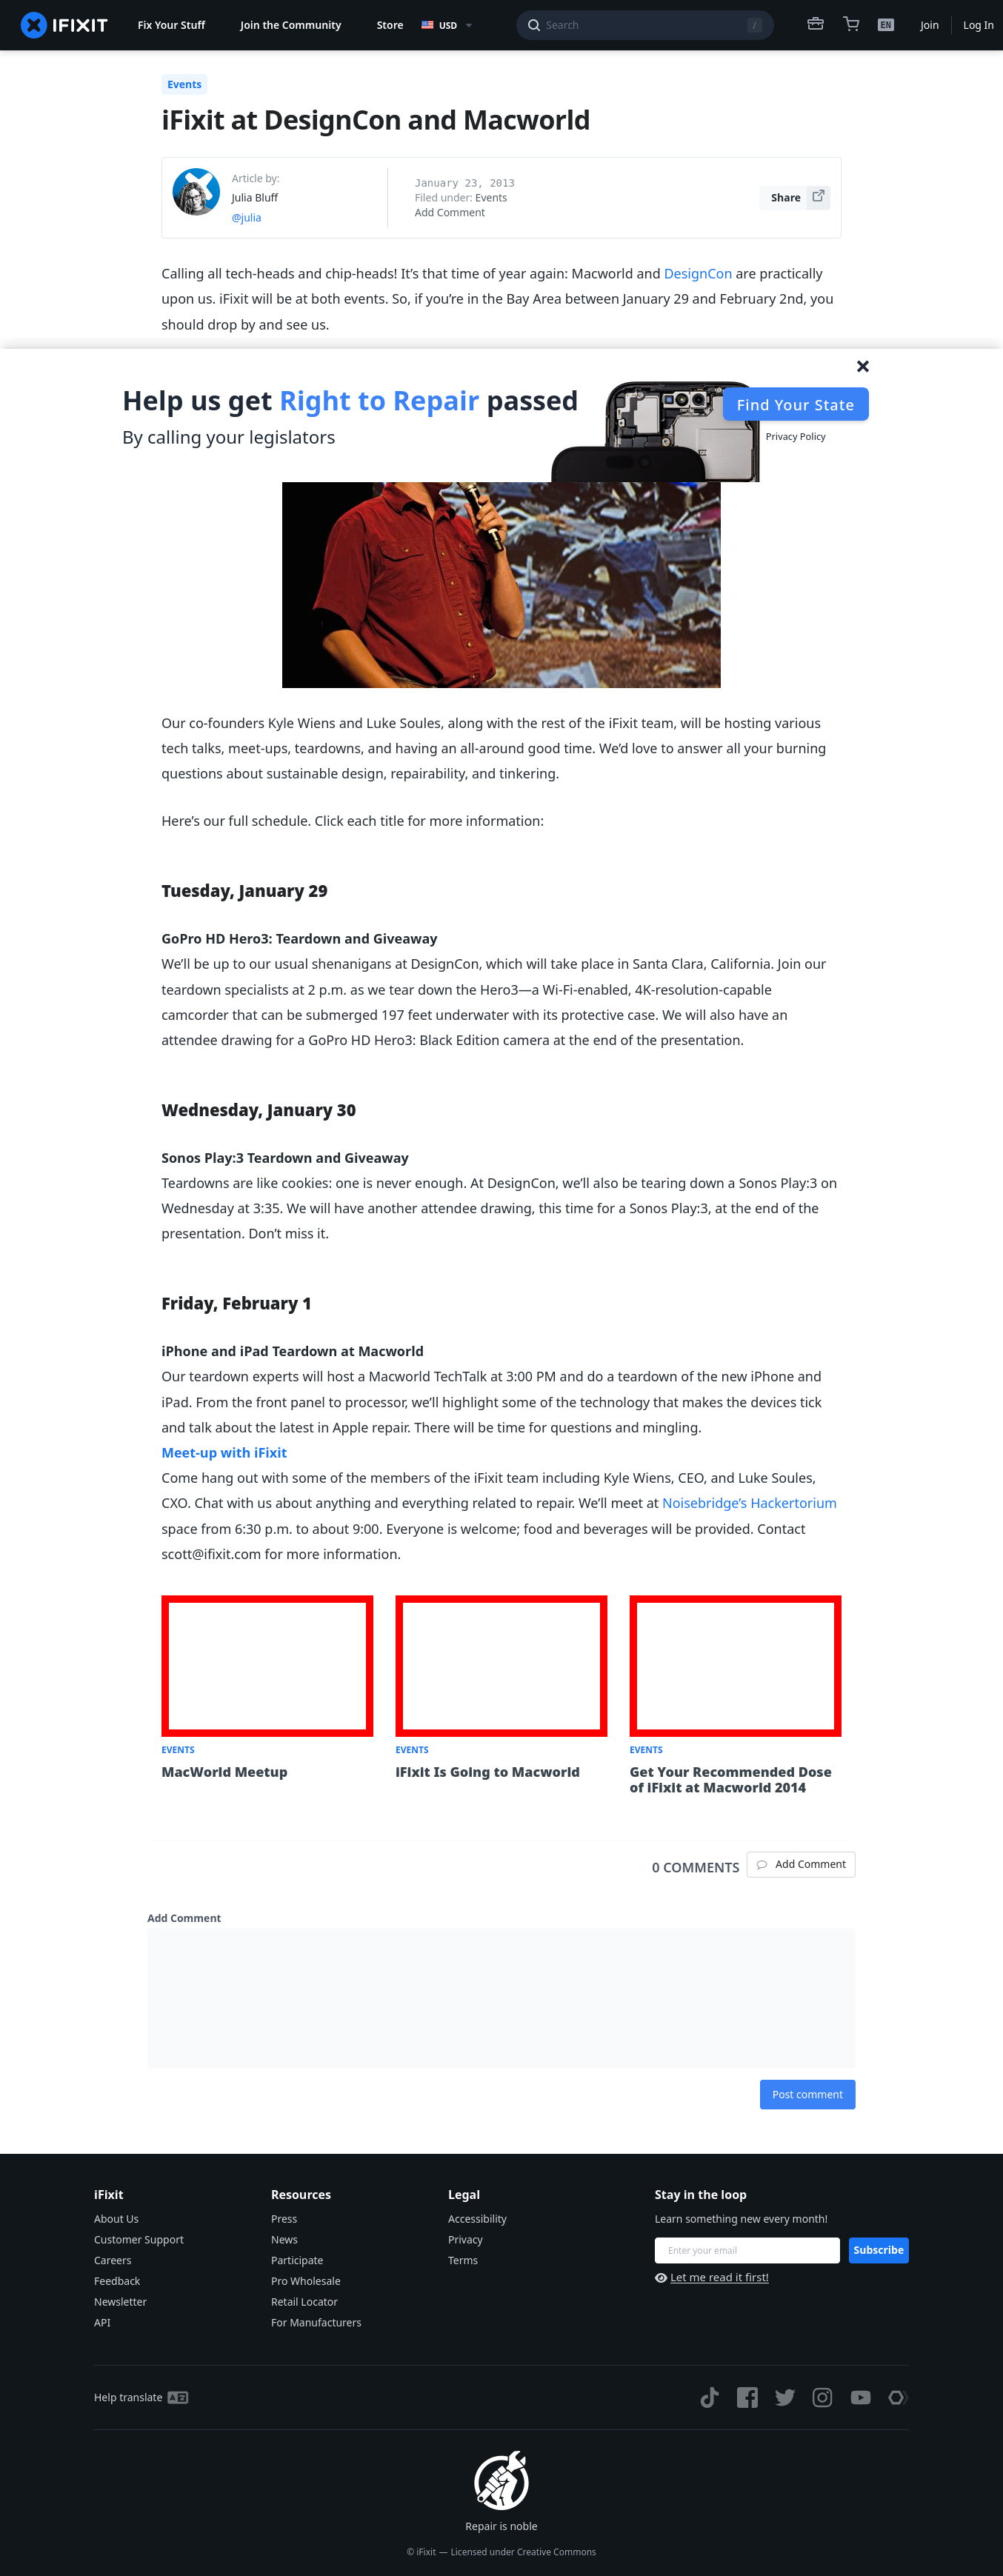 IFIXIT
Fix Your Stuff
Join the Community
Store
USD
Search
/
EN
Join
Log In
Events
iFixit at DesignCon and Macworld
Article by:
Julia Bluff
@julia
January 23, 2013
Filed under: Events
Add Comment
Share
Calling all tech-heads and chip-heads! It’s that time of year again: Macworld and DesignCon are practically
upon us. iFixit will be at both events. So, if you’re in the Bay Area between January 29 and February 2nd, you
should drop by and see us.
Help us get Right to Repair passed
By calling your legislators
Find Your State
Privacy Policy
Our co-founders Kyle Wiens and Luke Soules, along with the rest of the iFixit team, will be hosting various
tech talks, meet-ups, teardowns, and having an all-around good time. We’d love to answer all your burning
questions about sustainable design, repairability, and tinkering.
Here’s our full schedule. Click each title for more information:
Tuesday, January 29
GoPro HD Hero3: Teardown and Giveaway
We’ll be up to our usual shenanigans at DesignCon, which will take place in Santa Clara, California. Join our
teardown specialists at 2 p.m. as we tear down the Hero3—a Wi-Fi-enabled, 4K-resolution-capable
camcorder that can be submerged 197 feet underwater with its protective case. We will also have an
attendee drawing for a GoPro HD Hero3: Black Edition camera at the end of the presentation.
Wednesday, January 30
Sonos Play:3 Teardown and Giveaway
Teardowns are like cookies: one is never enough. At DesignCon, we’ll also be tearing down a Sonos Play:3 on
Wednesday at 3:35. We will have another attendee drawing, this time for a Sonos Play:3, at the end of the
presentation. Don’t miss it.
Friday, February 1
iPhone and iPad Teardown at Macworld
Our teardown experts will host a Macworld TechTalk at 3:00 PM and do a teardown of the new iPhone and
iPad. From the front panel to processor, we’ll highlight some of the technology that makes the devices tick
and talk about the latest in Apple repair. There will be time for questions and mingling.
Meet-up with iFixit
Come hang out with some of the members of the iFixit team including Kyle Wiens, CEO, and Luke Soules,
CXO. Chat with us about anything and everything related to repair. We’ll meet at Noisebridge’s Hackertorium
space from 6:30 p.m. to about 9:00. Everyone is welcome; food and beverages will be provided. Contact
scott@ifixit.com for more information.
EVENTS
MacWorld Meetup
EVENTS
iFixit Is Going to Macworld
EVENTS
Get Your Recommended Dose
of iFixit at Macworld 2014
0 COMMENTS
Add Comment
Add Comment
Post comment
iFixit
About Us
Customer Support
Careers
Feedback
Newsletter
API
Resources
Press
News
Participate
Pro Wholesale
Retail Locator
For Manufacturers
Legal
Accessibility
Privacy
Terms
Stay in the loop
Learn something new every month!
Enter your email
Subscribe
Let me read it first!
Help translate
Repair is noble
© iFixit — Licensed under Creative Commons